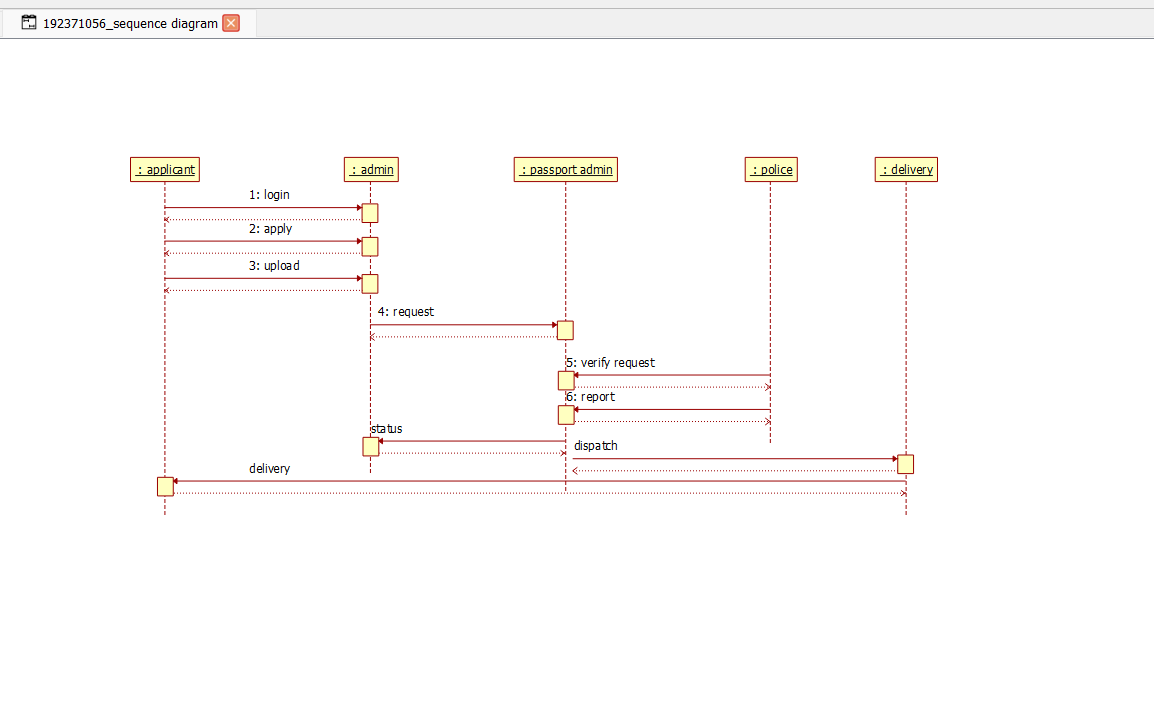 192371056_sequence diagram
: applicant
: admin
: passport admin
: police
: delivery
1: login
2: apply
3: upload
4: request
5: verify request
6: report
status
dispatch
delivery